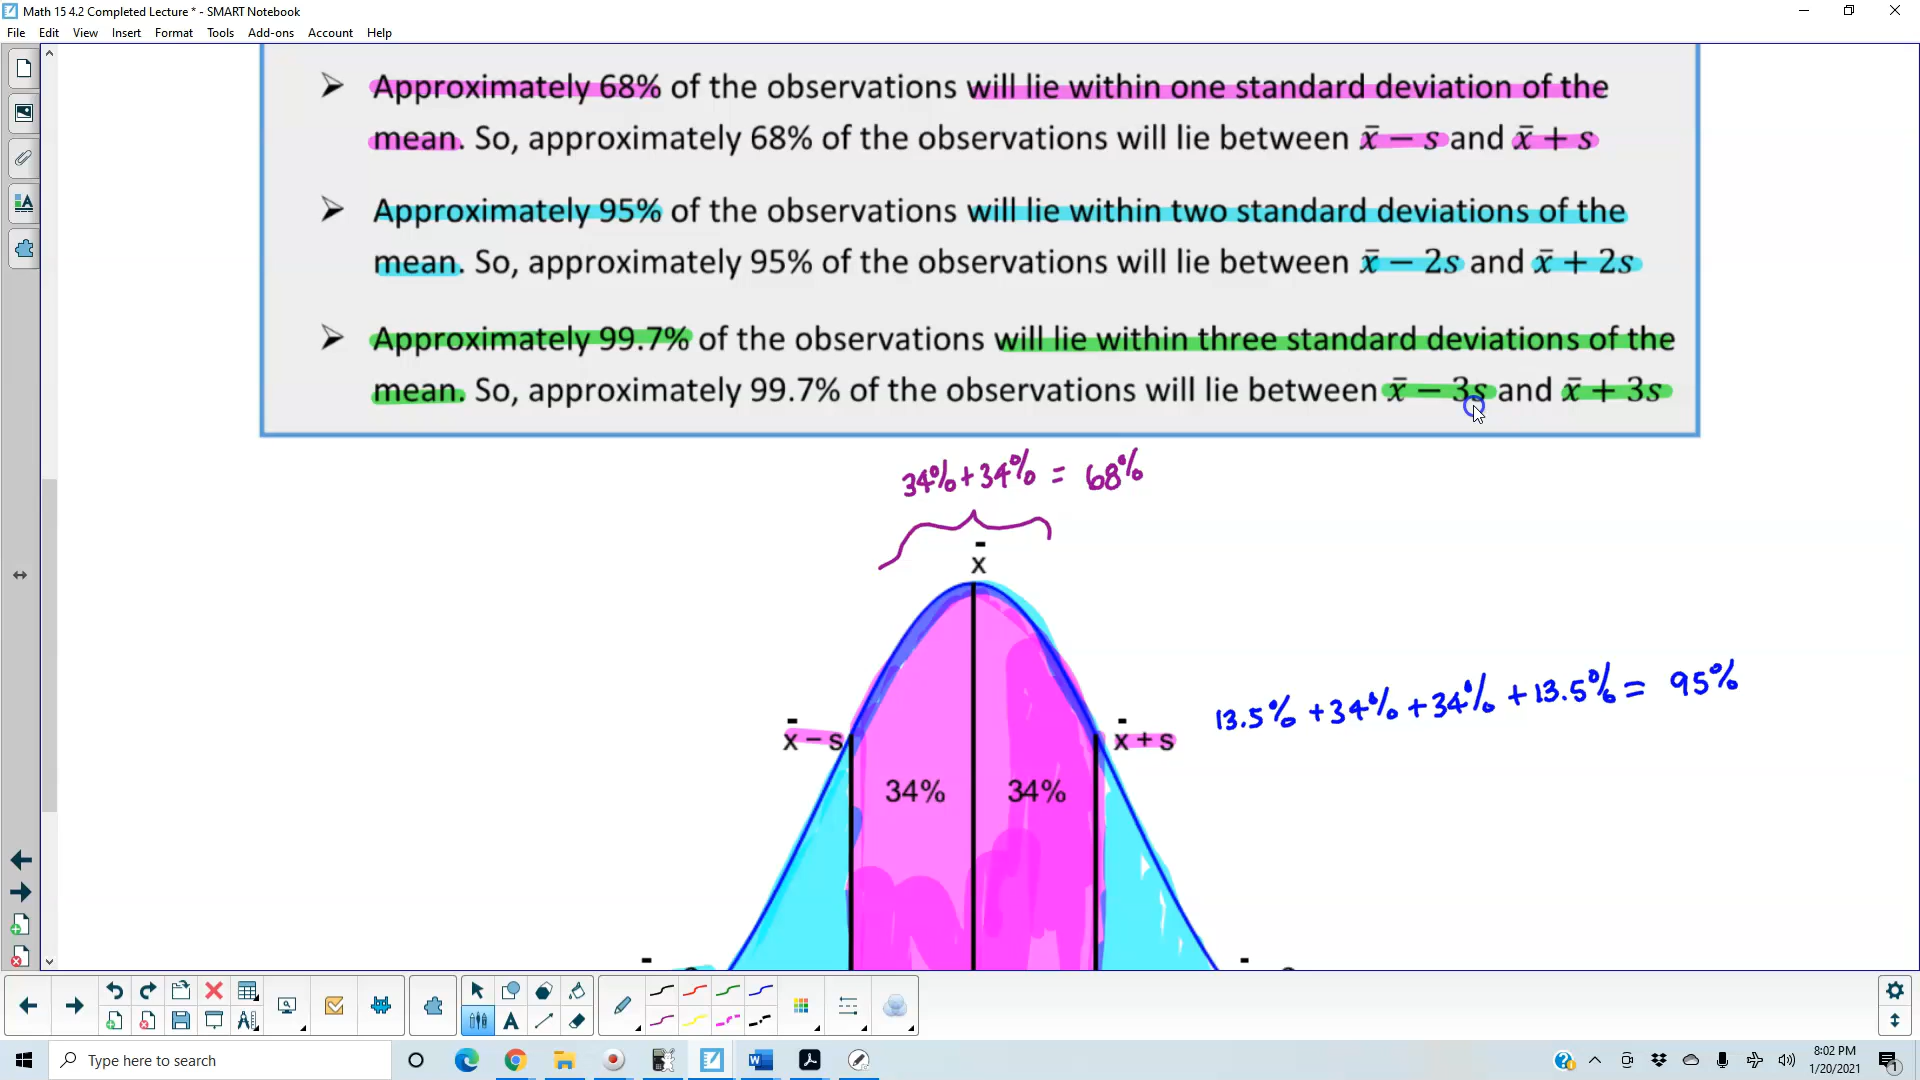 Math 15 4.2 Completed Lecture * - SMART Notebook
File Edit View Insert Format Tools Add-ons Account Help
➢ Approximately 68% of the observations will lie within one standard deviation of the
mean. So, approximately 68% of the observations will lie between x̄ − s and x̄ + s
➢ Approximately 95% of the observations will lie within two standard deviations of the
mean. So, approximately 95% of the observations will lie between x̄ − 2s and x̄ + 2s
➢ Approximately 99.7% of the observations will lie within three standard deviations of the
mean. So, approximately 99.7% of the observations will lie between x̄ − 3s and x̄ + 3s
34% + 34% = 68%
x̄
13.5% + 34% + 34% + 13.5% = 95%
x̄ − s x̄ + s
34% 34%
Type here to search
8:02 PM
1/20/2021
1